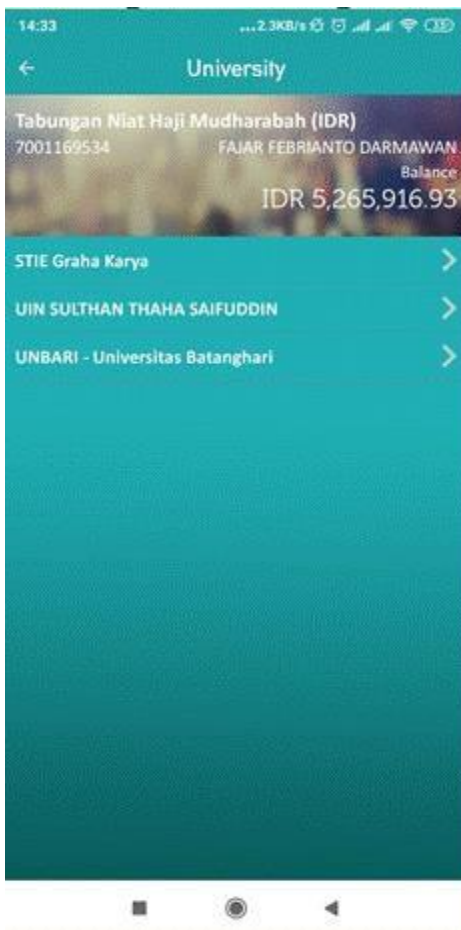 14:33 ...2.3KB/s
University
Tabungan Niat Haji Mudharabah (IDR)
7001169534 FAJAR FEBRIANTO DARMAWAN
Balance
IDR 5,265,916.93
STIE Graha Karya
UIN SULTHAN THAHA SAIFUDDIN
UNBARI - Universitas Batanghari